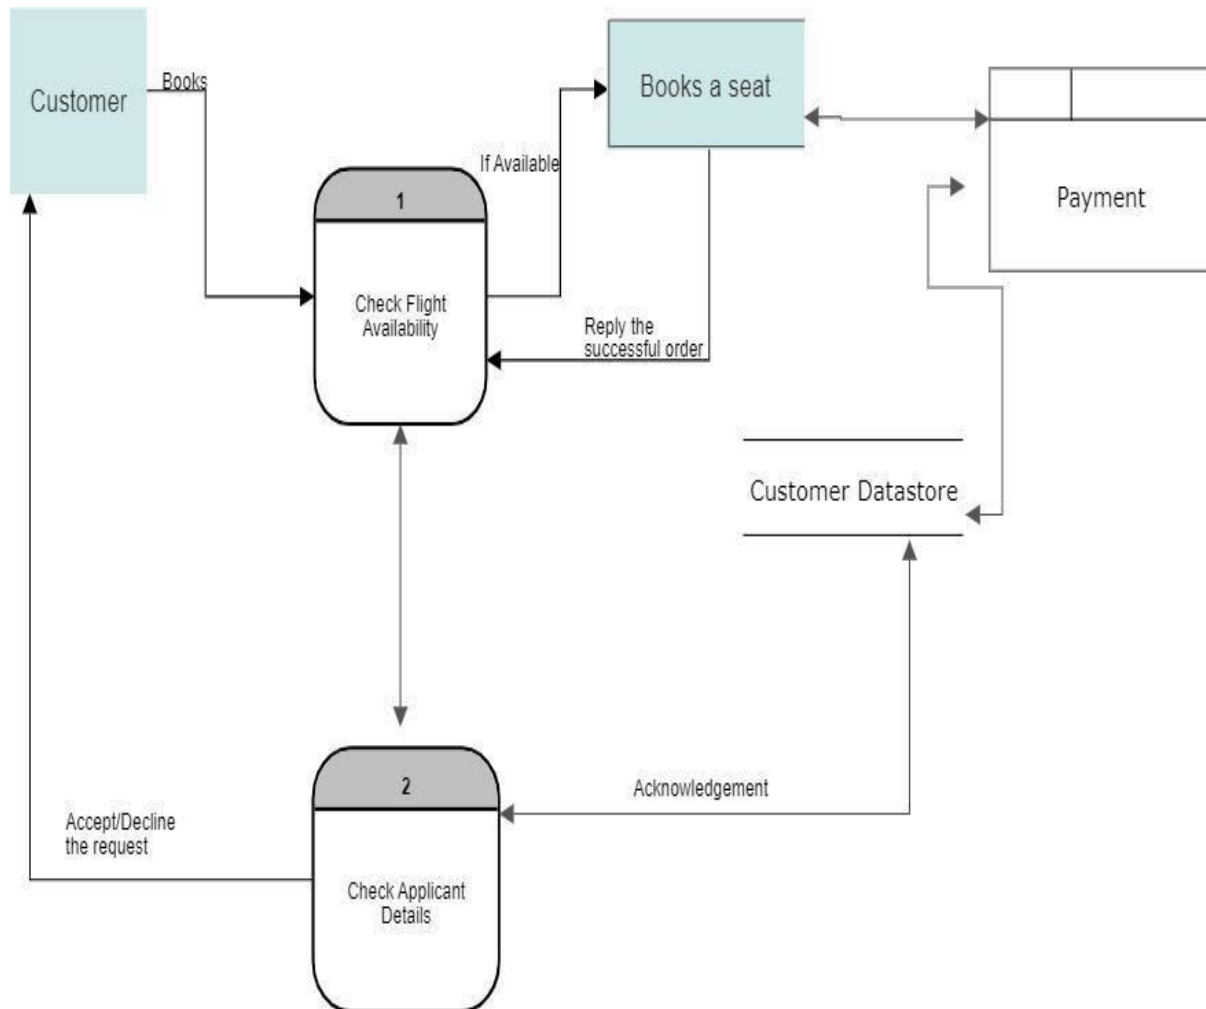 Customer
Books
Books a seat
If Available
1
Check Flight
Availability
Reply the
successful order
Payment
Customer Datastore
2
Check Applicant
Details
Acknowledgement
Accept/Decline
the request